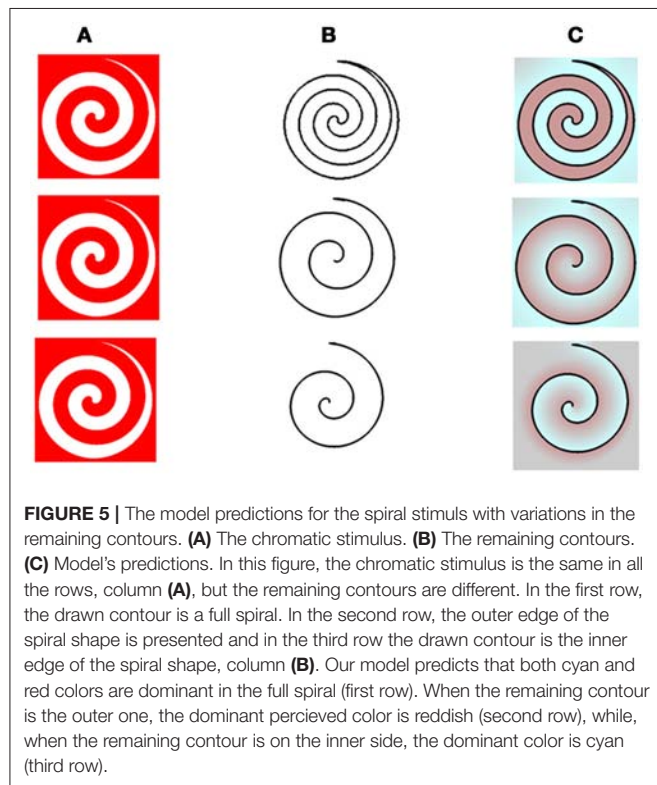 A B C
FIGURE 5 | The model predictions for the spiral stimuls with variations in the
remaining contours. (A) The chromatic stimulus. (B) The remaining contours.
(C) Model's predictions. In this figure, the chromatic stimulus is the same in all
the rows, column (A), but the remaining contours are different. In the first row,
the drawn contour is a full spiral. In the second row, the outer edge of the
spiral shape is presented and in the third row the drawn contour is the inner
edge of the spiral shape, column (B). Our model predicts that both cyan and
red colors are dominant in the full spiral (first row). When the remaining contour
is the outer one, the dominant percieved color is reddish (second row), while,
when the remaining contour is on the inner side, the dominant color is cyan
(third row).